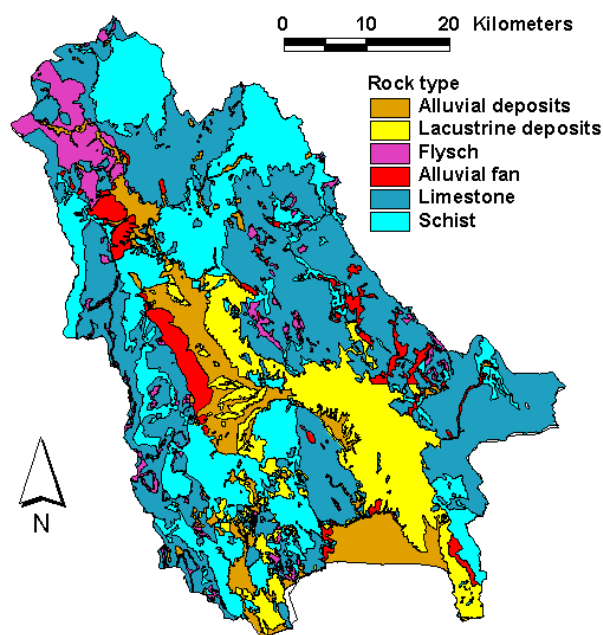 0 10 20 Kilometers
Rock type
Alluvial deposits
Lacustrine deposits
Flysch
Alluvial fan
Limestone
Schist
N